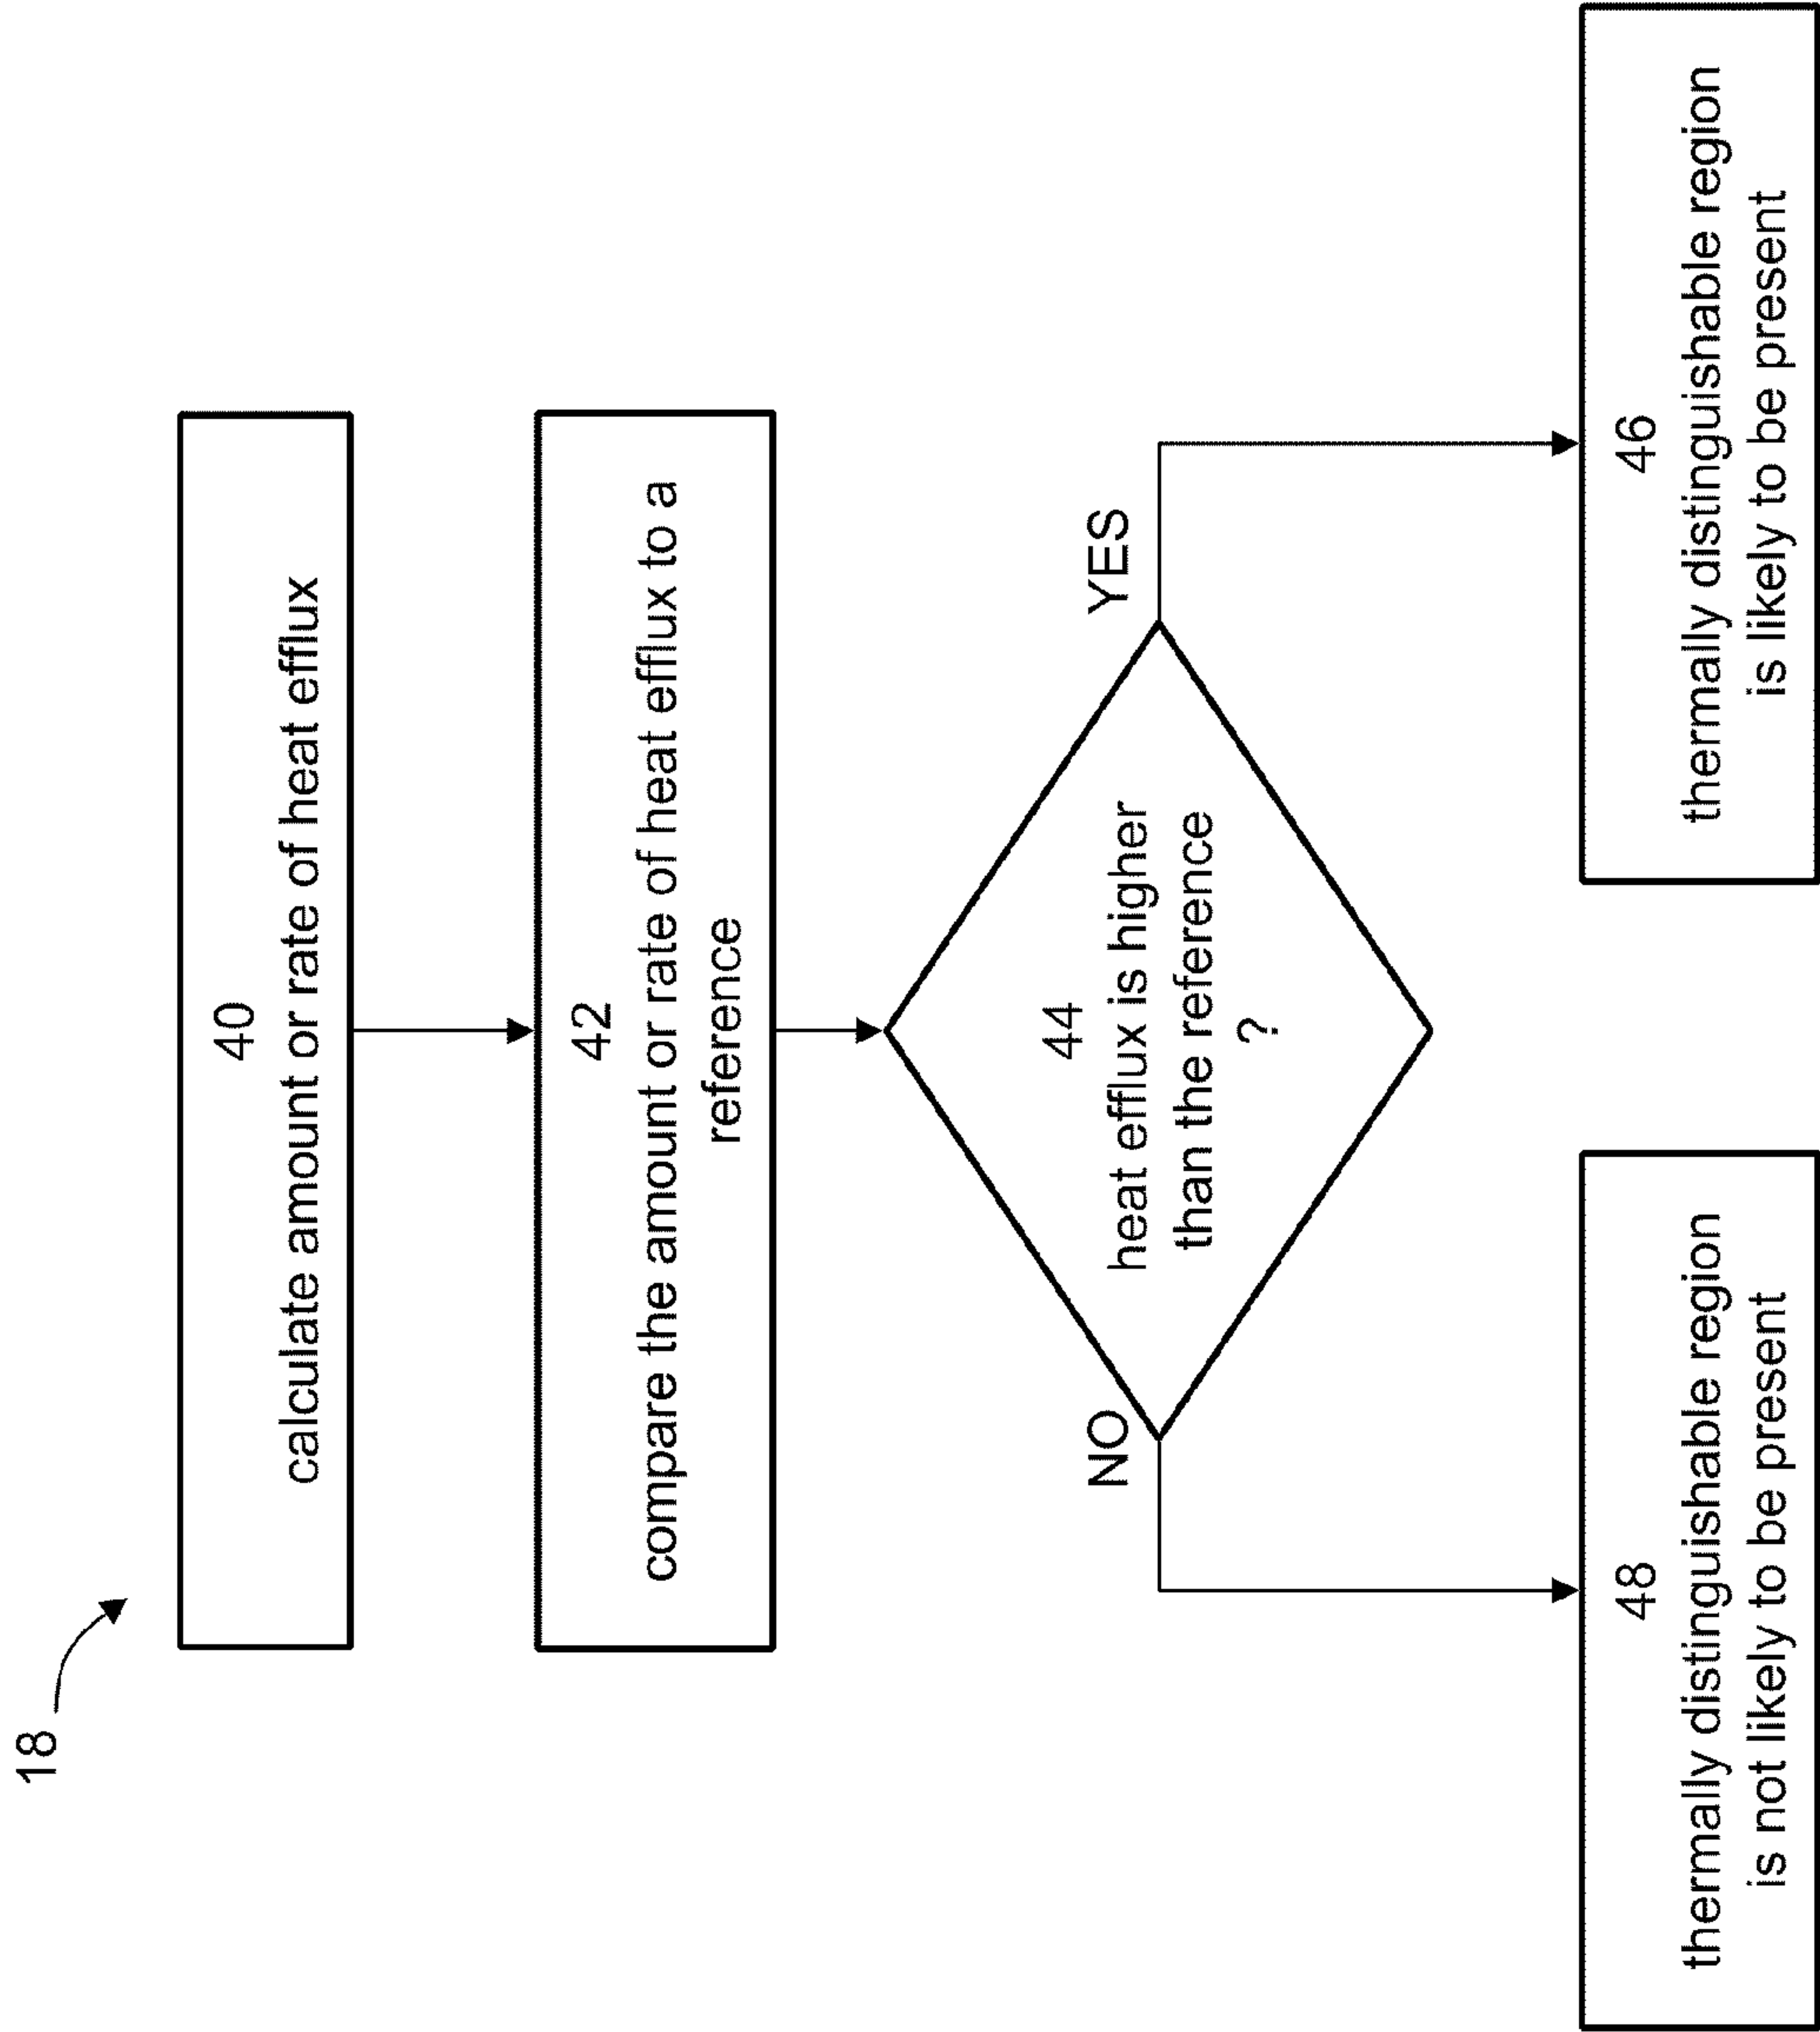 18
40
calculate amount or rate of heat efflux
42
compare the amount or rate of heat efflux to a
reference
44
heat efflux is higher
than the reference
?
NO
YES
48
thermally distinguishable region
is not likely to be present
46
thermally distinguishable region
is likely to be present